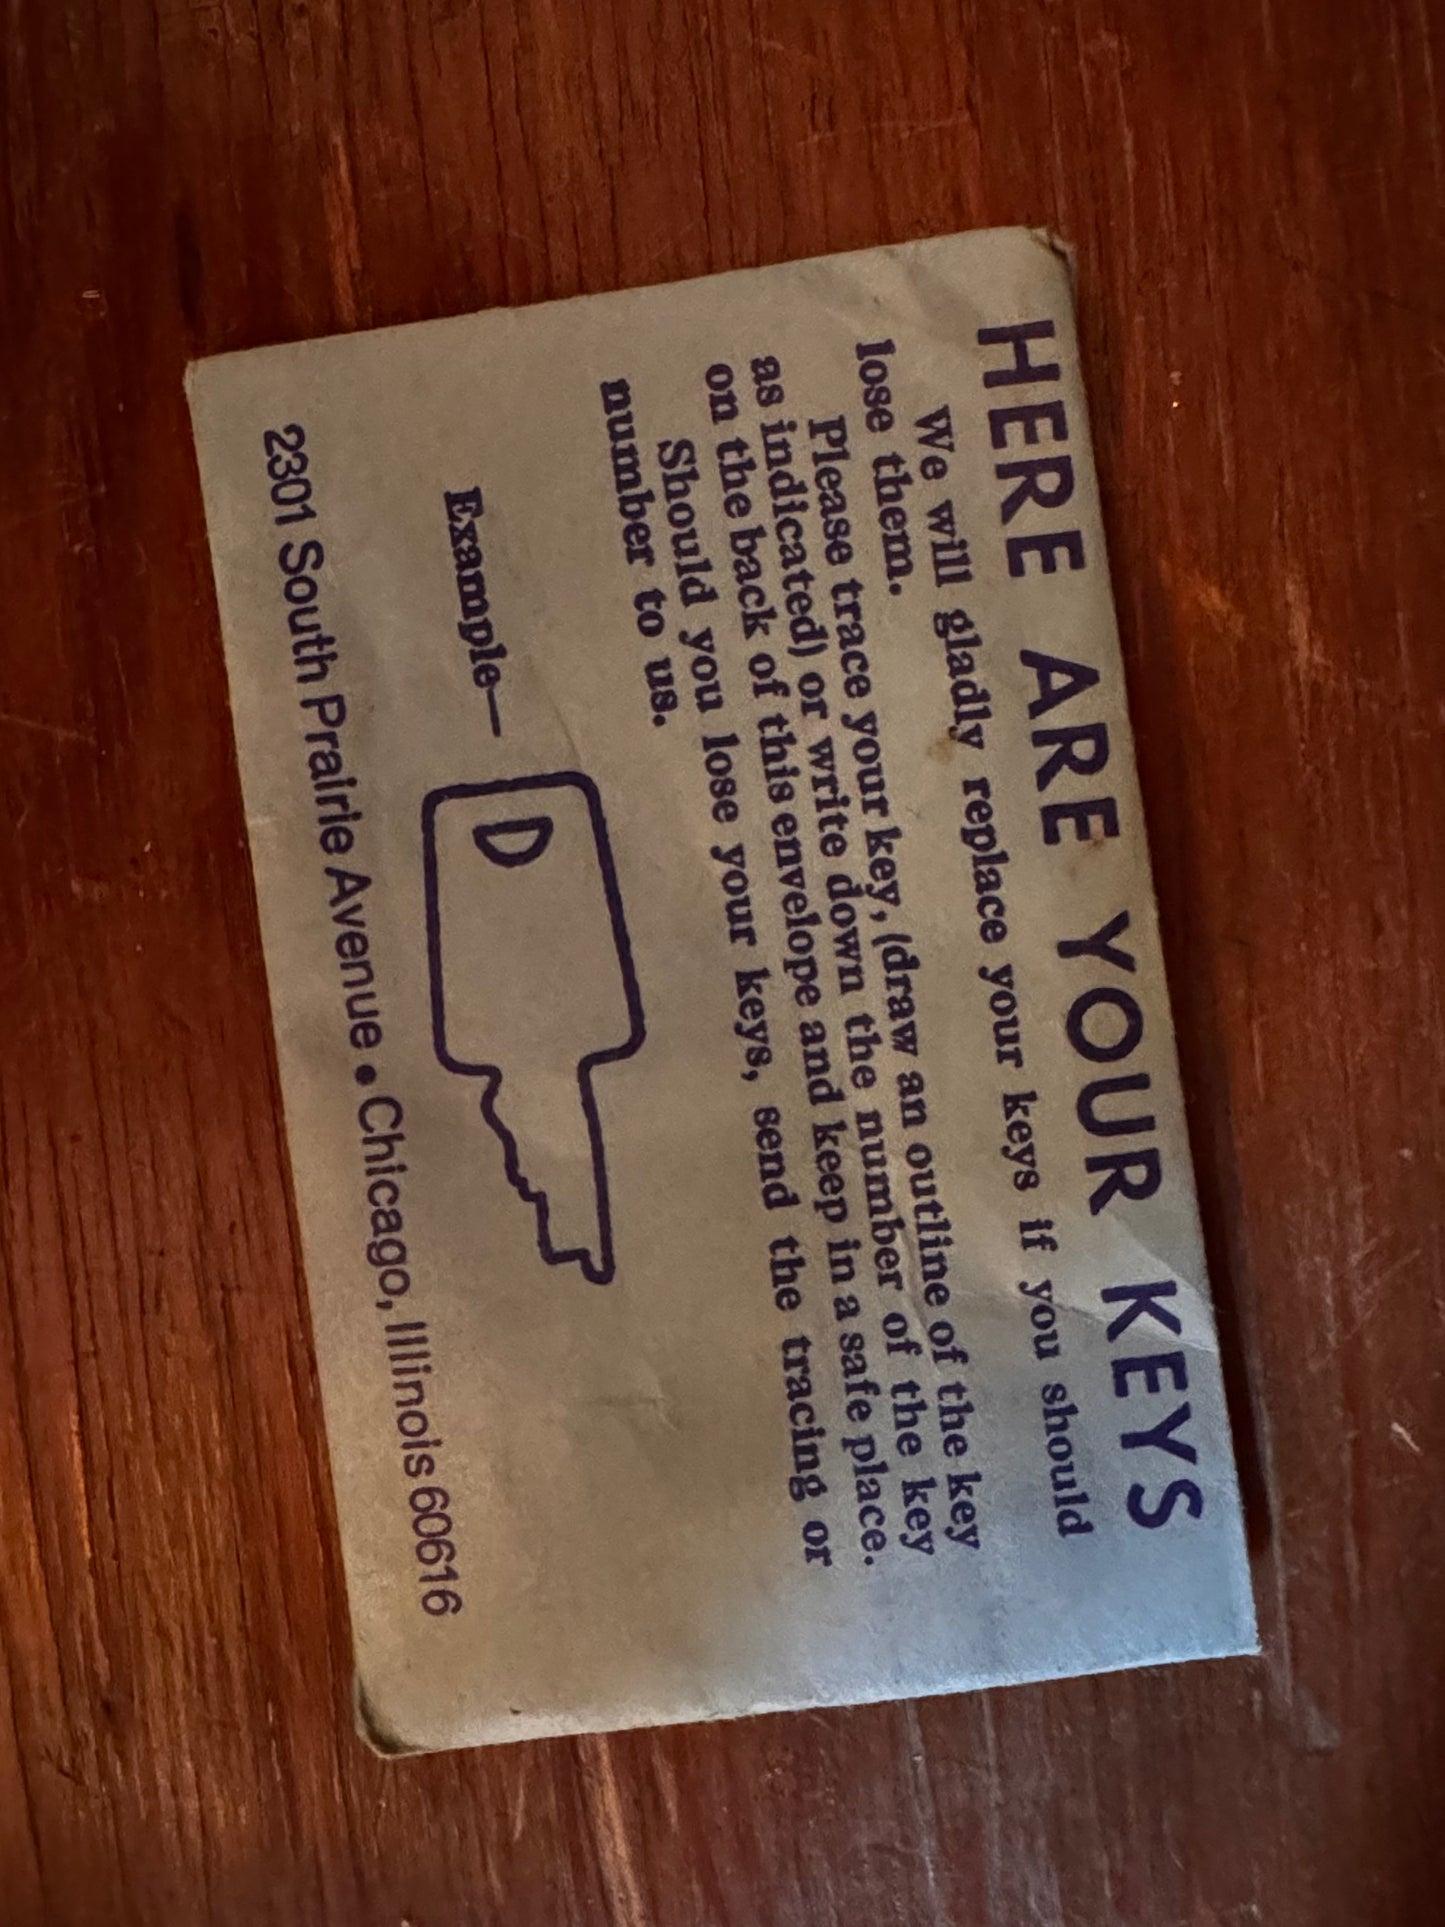 HERE ARE YOUR KEYS
We will gladly replace your keys if you should
lose them.
Please trace your key, (draw an outline of the key
as indicated) or write down the number of the key
on the back of this envelope and keep in a safe place.
Should you lose your keys, send the tracing or
number to us.
Example—
2301 South Prairie Avenue • Chicago, Illinois 60616